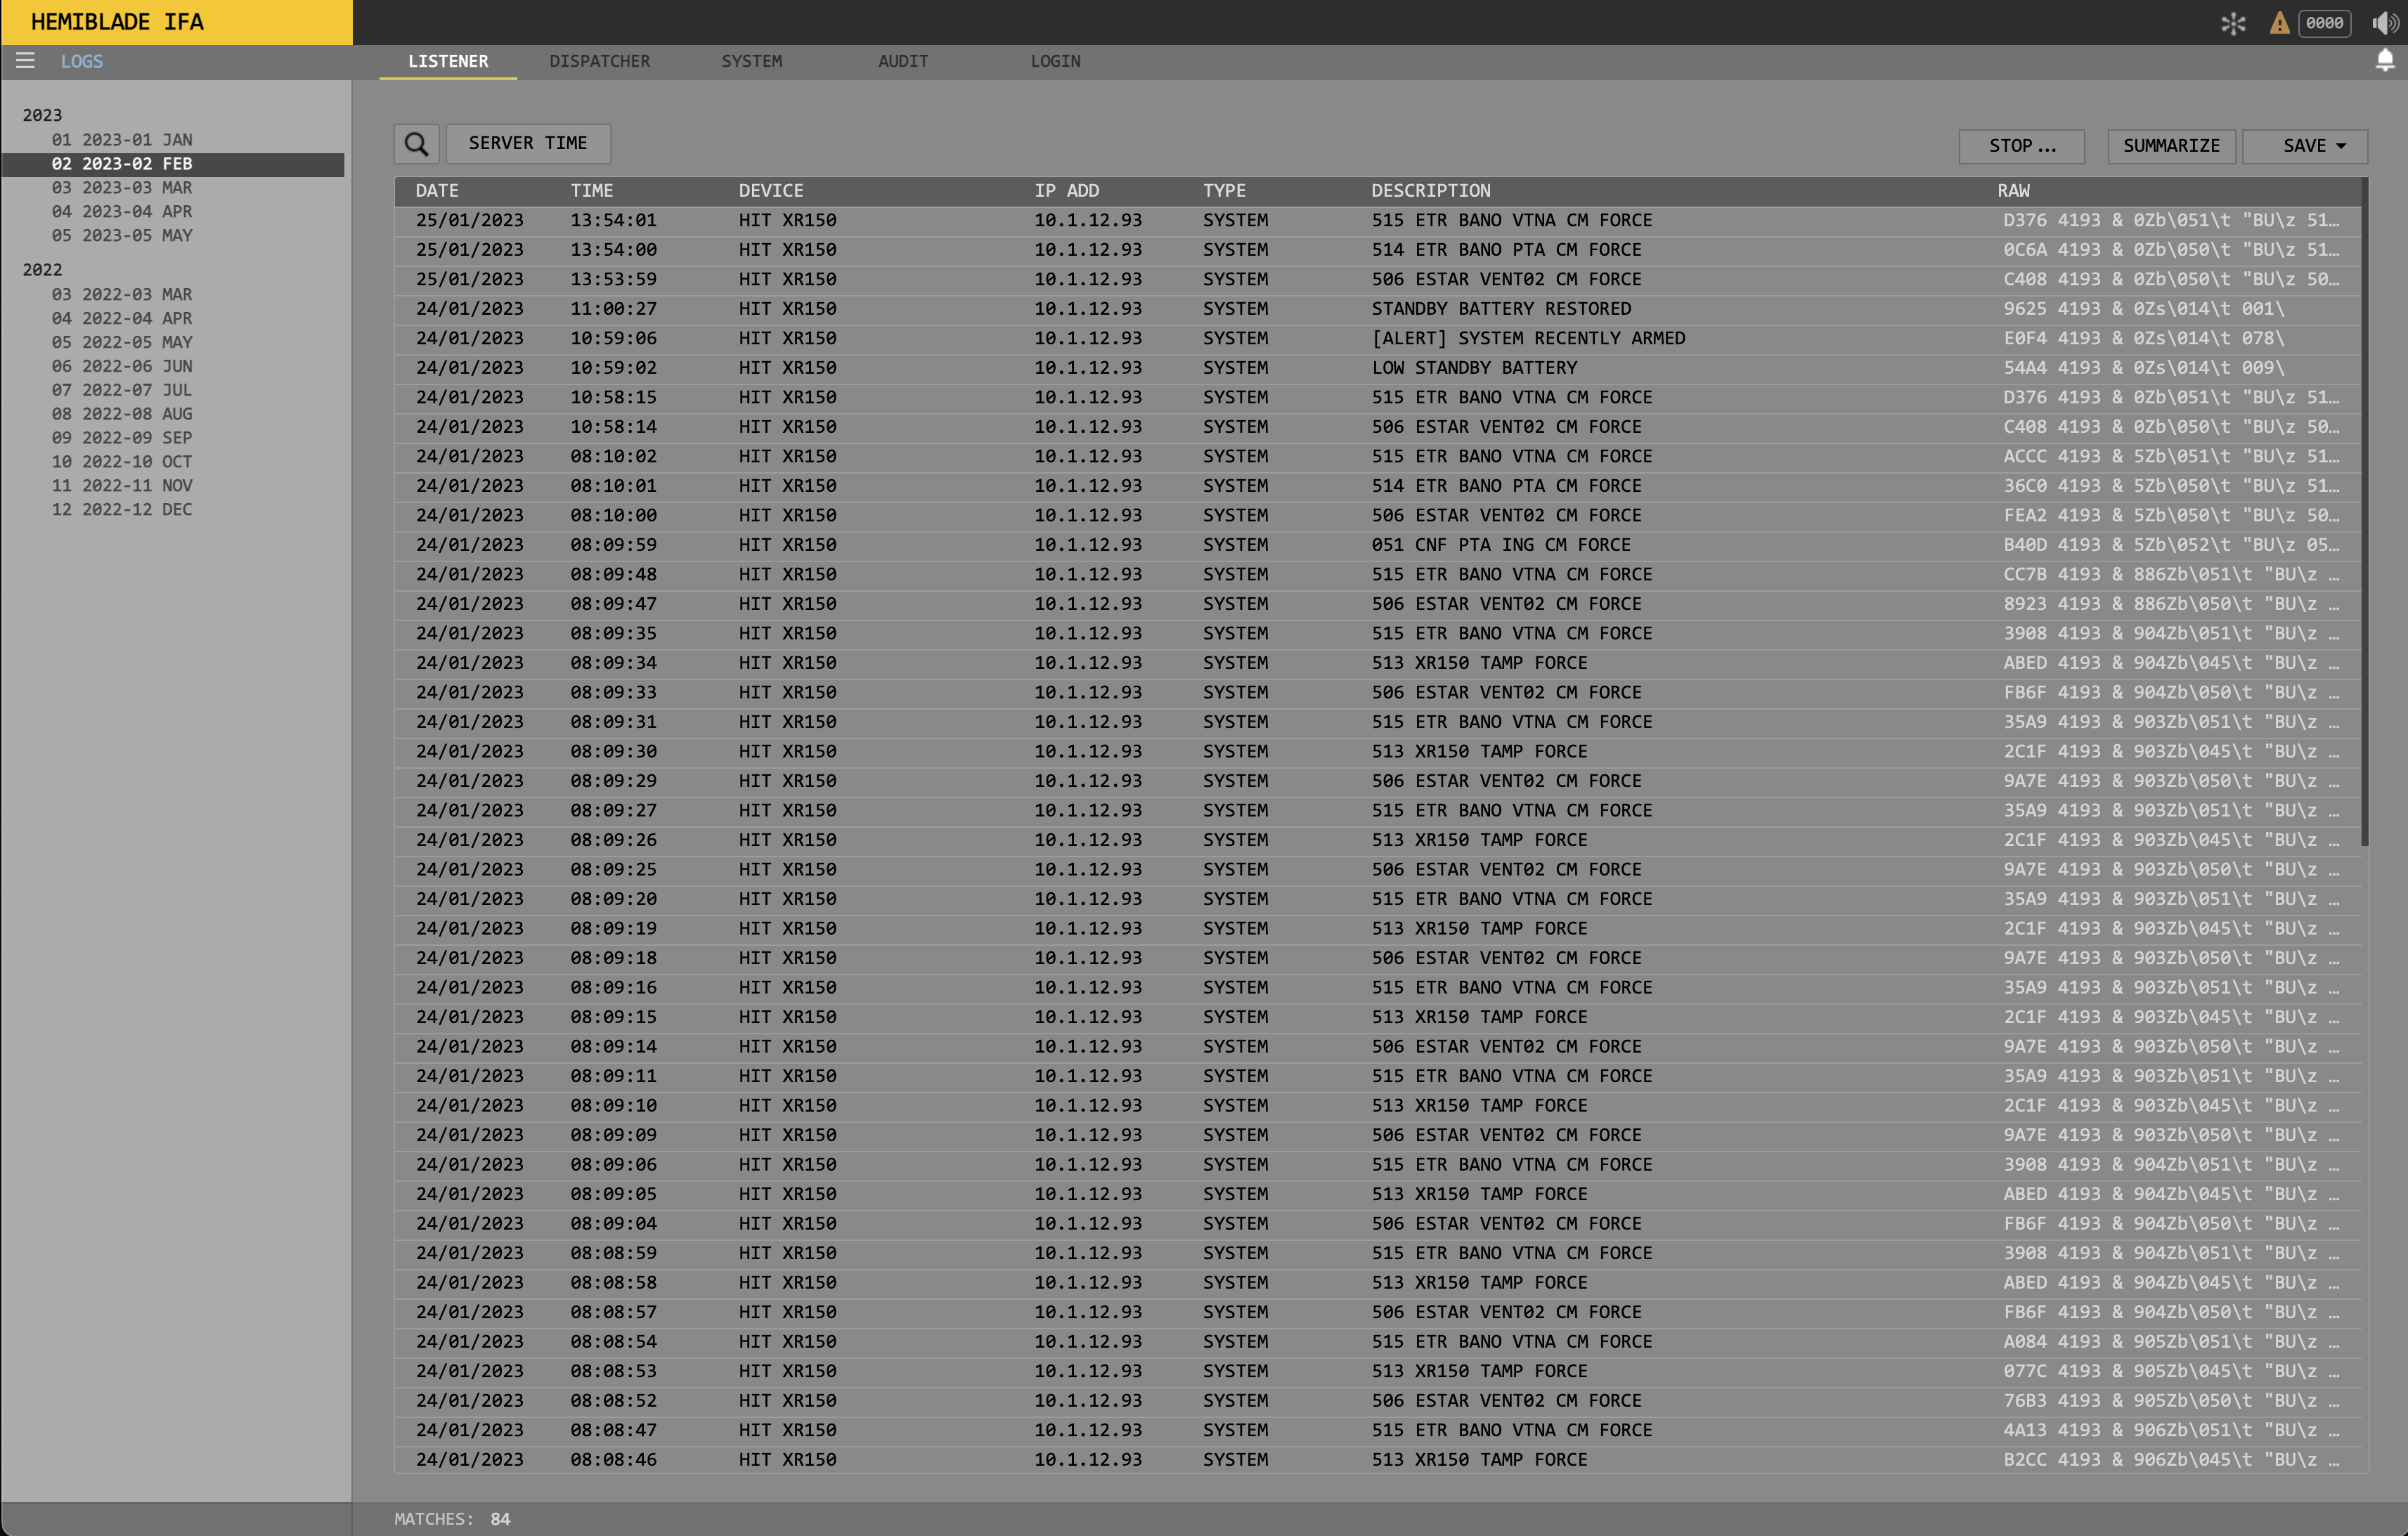 HEMIBLADE IFA
0000
LOGS
LISTENER DISPATCHER SYSTEM AUDIT LOGIN
2023
01 2023-01 JAN
02 2023-02 FEB
03 2023-03 MAR
04 2023-04 APR
05 2023-05 MAY
2022
03 2022-03 MAR
04 2022-04 APR
05 2022-05 MAY
06 2022-06 JUN
07 2022-07 JUL
08 2022-08 AUG
09 2022-09 SEP
10 2022-10 OCT
11 2022-11 NOV
12 2022-12 DEC
SERVER TIME STOP ... SUMMARIZE SAVE
DATE TIME DEVICE IP ADD TYPE DESCRIPTION RAW
25/01/2023 13:54:01 HIT XR150 10.1.12.93 SYSTEM 515 ETR BANO VTNA CM FORCE D376 4193 & 0Zb\051\t "BU\z 51…
25/01/2023 13:54:00 HIT XR150 10.1.12.93 SYSTEM 514 ETR BANO PTA CM FORCE 0C6A 4193 & 0Zb\050\t "BU\z 51…
25/01/2023 13:53:59 HIT XR150 10.1.12.93 SYSTEM 506 ESTAR VENT02 CM FORCE C408 4193 & 0Zb\050\t "BU\z 50…
24/01/2023 11:00:27 HIT XR150 10.1.12.93 SYSTEM STANDBY BATTERY RESTORED 9625 4193 & 0Zs\014\t 001\
24/01/2023 10:59:06 HIT XR150 10.1.12.93 SYSTEM [ALERT] SYSTEM RECENTLY ARMED E0F4 4193 & 0Zs\014\t 078\
24/01/2023 10:59:02 HIT XR150 10.1.12.93 SYSTEM LOW STANDBY BATTERY 54A4 4193 & 0Zs\014\t 009\
24/01/2023 10:58:15 HIT XR150 10.1.12.93 SYSTEM 515 ETR BANO VTNA CM FORCE D376 4193 & 0Zb\051\t "BU\z 51…
24/01/2023 10:58:14 HIT XR150 10.1.12.93 SYSTEM 506 ESTAR VENT02 CM FORCE C408 4193 & 0Zb\050\t "BU\z 50…
24/01/2023 08:10:02 HIT XR150 10.1.12.93 SYSTEM 515 ETR BANO VTNA CM FORCE ACCC 4193 & 5Zb\051\t "BU\z 51…
24/01/2023 08:10:01 HIT XR150 10.1.12.93 SYSTEM 514 ETR BANO PTA CM FORCE 36C0 4193 & 5Zb\050\t "BU\z 51…
24/01/2023 08:10:00 HIT XR150 10.1.12.93 SYSTEM 506 ESTAR VENT02 CM FORCE FEA2 4193 & 5Zb\050\t "BU\z 50…
24/01/2023 08:09:59 HIT XR150 10.1.12.93 SYSTEM 051 CNF PTA ING CM FORCE B40D 4193 & 5Zb\052\t "BU\z 05…
24/01/2023 08:09:48 HIT XR150 10.1.12.93 SYSTEM 515 ETR BANO VTNA CM FORCE CC7B 4193 & 886Zb\051\t "BU\z …
24/01/2023 08:09:47 HIT XR150 10.1.12.93 SYSTEM 506 ESTAR VENT02 CM FORCE 8923 4193 & 886Zb\050\t "BU\z …
24/01/2023 08:09:35 HIT XR150 10.1.12.93 SYSTEM 515 ETR BANO VTNA CM FORCE 3908 4193 & 904Zb\051\t "BU\z …
24/01/2023 08:09:34 HIT XR150 10.1.12.93 SYSTEM 513 XR150 TAMP FORCE ABED 4193 & 904Zb\045\t "BU\z …
24/01/2023 08:09:33 HIT XR150 10.1.12.93 SYSTEM 506 ESTAR VENT02 CM FORCE FB6F 4193 & 904Zb\050\t "BU\z …
24/01/2023 08:09:31 HIT XR150 10.1.12.93 SYSTEM 515 ETR BANO VTNA CM FORCE 35A9 4193 & 903Zb\051\t "BU\z …
24/01/2023 08:09:30 HIT XR150 10.1.12.93 SYSTEM 513 XR150 TAMP FORCE 2C1F 4193 & 903Zb\045\t "BU\z …
24/01/2023 08:09:29 HIT XR150 10.1.12.93 SYSTEM 506 ESTAR VENT02 CM FORCE 9A7E 4193 & 903Zb\050\t "BU\z …
24/01/2023 08:09:27 HIT XR150 10.1.12.93 SYSTEM 515 ETR BANO VTNA CM FORCE 35A9 4193 & 903Zb\051\t "BU\z …
24/01/2023 08:09:26 HIT XR150 10.1.12.93 SYSTEM 513 XR150 TAMP FORCE 2C1F 4193 & 903Zb\045\t "BU\z …
24/01/2023 08:09:25 HIT XR150 10.1.12.93 SYSTEM 506 ESTAR VENT02 CM FORCE 9A7E 4193 & 903Zb\050\t "BU\z …
24/01/2023 08:09:20 HIT XR150 10.1.12.93 SYSTEM 515 ETR BANO VTNA CM FORCE 35A9 4193 & 903Zb\051\t "BU\z …
24/01/2023 08:09:19 HIT XR150 10.1.12.93 SYSTEM 513 XR150 TAMP FORCE 2C1F 4193 & 903Zb\045\t "BU\z …
24/01/2023 08:09:18 HIT XR150 10.1.12.93 SYSTEM 506 ESTAR VENT02 CM FORCE 9A7E 4193 & 903Zb\050\t "BU\z …
24/01/2023 08:09:16 HIT XR150 10.1.12.93 SYSTEM 515 ETR BANO VTNA CM FORCE 35A9 4193 & 903Zb\051\t "BU\z …
24/01/2023 08:09:15 HIT XR150 10.1.12.93 SYSTEM 513 XR150 TAMP FORCE 2C1F 4193 & 903Zb\045\t "BU\z …
24/01/2023 08:09:14 HIT XR150 10.1.12.93 SYSTEM 506 ESTAR VENT02 CM FORCE 9A7E 4193 & 903Zb\050\t "BU\z …
24/01/2023 08:09:11 HIT XR150 10.1.12.93 SYSTEM 515 ETR BANO VTNA CM FORCE 35A9 4193 & 903Zb\051\t "BU\z …
24/01/2023 08:09:10 HIT XR150 10.1.12.93 SYSTEM 513 XR150 TAMP FORCE 2C1F 4193 & 903Zb\045\t "BU\z …
24/01/2023 08:09:09 HIT XR150 10.1.12.93 SYSTEM 506 ESTAR VENT02 CM FORCE 9A7E 4193 & 903Zb\050\t "BU\z …
24/01/2023 08:09:06 HIT XR150 10.1.12.93 SYSTEM 515 ETR BANO VTNA CM FORCE 3908 4193 & 904Zb\051\t "BU\z …
24/01/2023 08:09:05 HIT XR150 10.1.12.93 SYSTEM 513 XR150 TAMP FORCE ABED 4193 & 904Zb\045\t "BU\z …
24/01/2023 08:09:04 HIT XR150 10.1.12.93 SYSTEM 506 ESTAR VENT02 CM FORCE FB6F 4193 & 904Zb\050\t "BU\z …
24/01/2023 08:08:59 HIT XR150 10.1.12.93 SYSTEM 515 ETR BANO VTNA CM FORCE 3908 4193 & 904Zb\051\t "BU\z …
24/01/2023 08:08:58 HIT XR150 10.1.12.93 SYSTEM 513 XR150 TAMP FORCE ABED 4193 & 904Zb\045\t "BU\z …
24/01/2023 08:08:57 HIT XR150 10.1.12.93 SYSTEM 506 ESTAR VENT02 CM FORCE FB6F 4193 & 904Zb\050\t "BU\z …
24/01/2023 08:08:54 HIT XR150 10.1.12.93 SYSTEM 515 ETR BANO VTNA CM FORCE A084 4193 & 905Zb\051\t "BU\z …
24/01/2023 08:08:53 HIT XR150 10.1.12.93 SYSTEM 513 XR150 TAMP FORCE 077C 4193 & 905Zb\045\t "BU\z …
24/01/2023 08:08:52 HIT XR150 10.1.12.93 SYSTEM 506 ESTAR VENT02 CM FORCE 76B3 4193 & 905Zb\050\t "BU\z …
24/01/2023 08:08:47 HIT XR150 10.1.12.93 SYSTEM 515 ETR BANO VTNA CM FORCE 4A13 4193 & 906Zb\051\t "BU\z …
24/01/2023 08:08:46 HIT XR150 10.1.12.93 SYSTEM 513 XR150 TAMP FORCE B2CC 4193 & 906Zb\045\t "BU\z …
MATCHES: 84